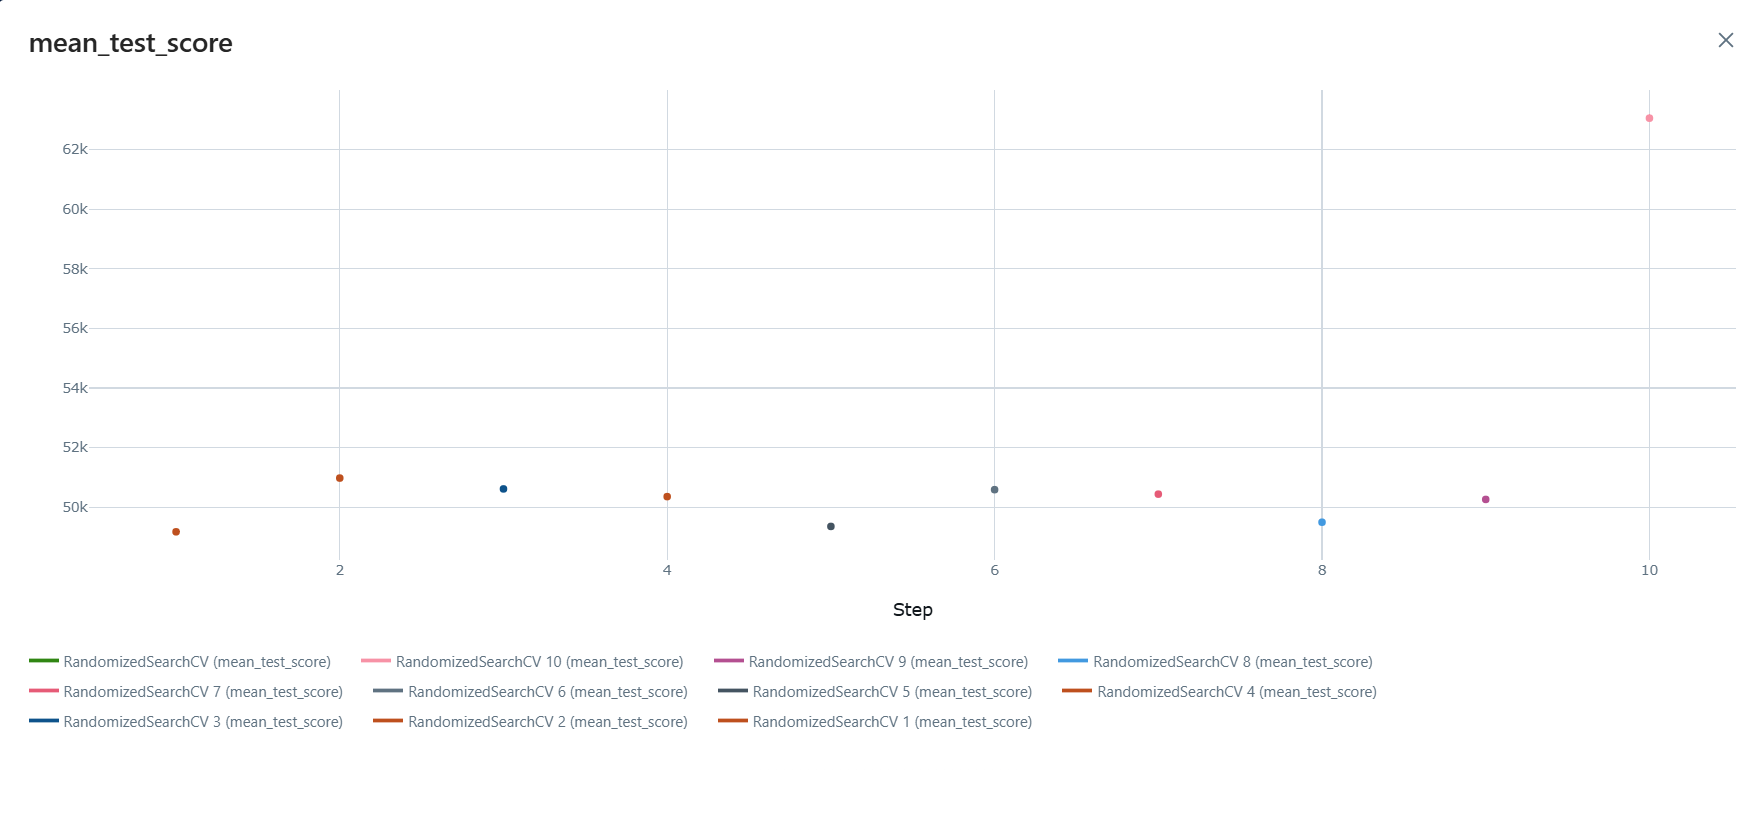 mean_test_score
62k
60k
58k
56k
54k
52k
50k
2 4 6 8 10
Step
RandomizedSearchCV (mean_test_score) RandomizedSearchCV 10 (mean_test_score) RandomizedSearchCV 9 (mean_test_score) RandomizedSearchCV 8 (mean_test_score)
RandomizedSearchCV 7 (mean_test_score) RandomizedSearchCV 6 (mean_test_score) RandomizedSearchCV 5 (mean_test_score) RandomizedSearchCV 4 (mean_test_score)
RandomizedSearchCV 3 (mean_test_score) RandomizedSearchCV 2 (mean_test_score) RandomizedSearchCV 1 (mean_test_score)